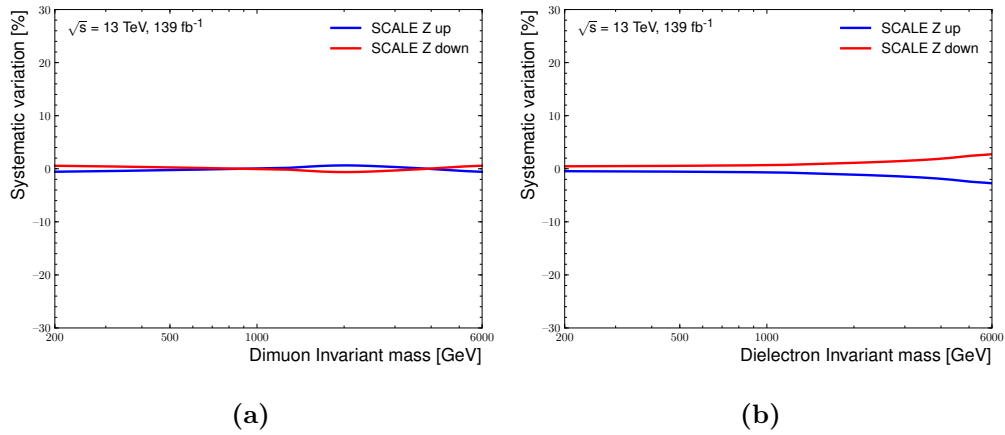 Systematic variation [%]
√s = 13 TeV, 139 fb⁻¹
SCALE Z up
SCALE Z down
30
20
10
0
−10
−20
−30
200
500
1000
6000
Dimuon Invariant mass [GeV]
(a)
Systematic variation [%]
√s = 13 TeV, 139 fb⁻¹
SCALE Z up
SCALE Z down
30
20
10
0
−10
−20
−30
200
500
1000
6000
Dielectron Invariant mass [GeV]
(b)